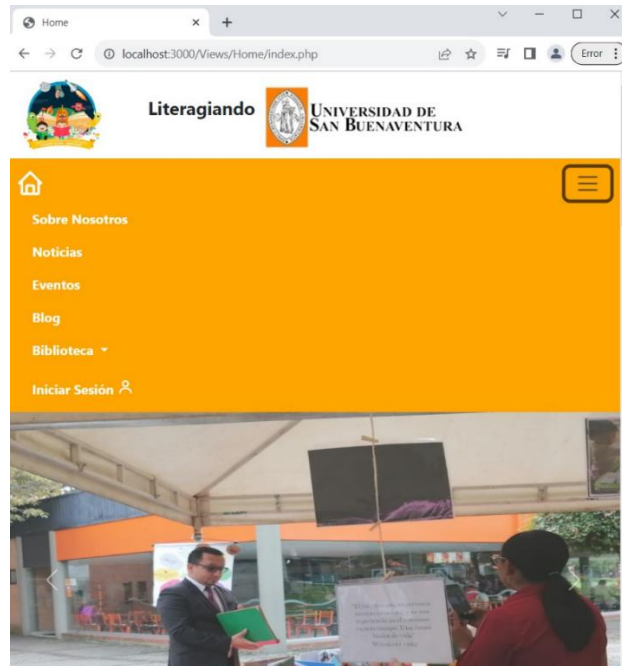 Home
localhost:3000/Views/Home/index.php
Error
Literagiando
UNIVERSIDAD DE
SAN BUENAVENTURA
Sobre Nosotros
Noticias
Eventos
Blog
Biblioteca
Iniciar Sesión